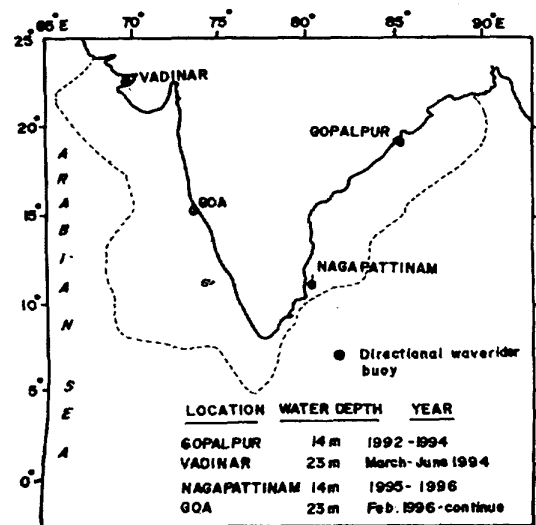 65°E 70° 75° 80° 85° 90°E
25°
VADINAR
GOPALPUR
20°
GOA
15°
NAGAPATTINAM
10°
ARABIAN SEA
● Directional waverider
buoy
5°
LOCATION WATER DEPTH YEAR
GOPALPUR 14m 1992-1994
VADINAR 23m March-June 1994
NAGAPATTINAM 14m 1995-1996
GOA 23m Feb. 1996-continue
0°